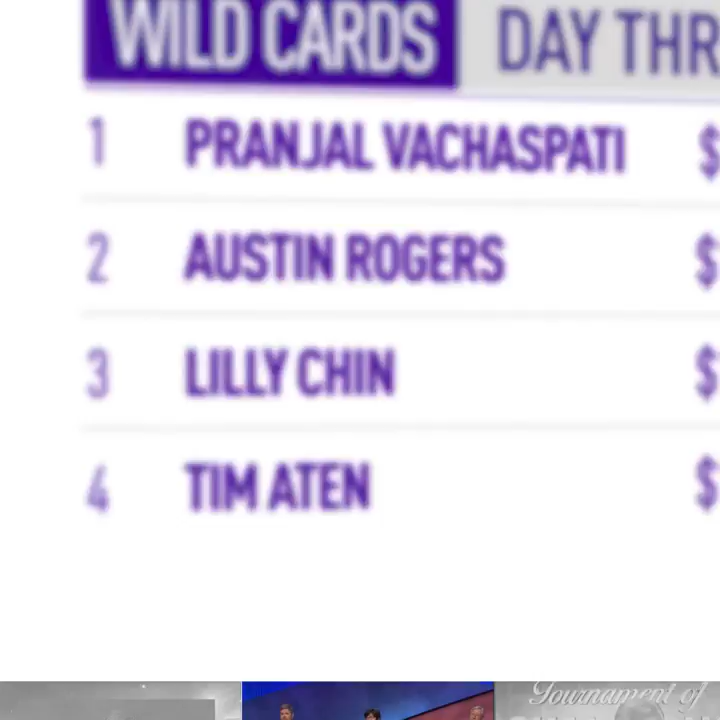 WILD CARDS DAY THR
1 PRANJAL VACHASPATI $
2 AUSTIN ROGERS $
3 LILLY CHIN $
4 TIM ATEN $
Tournament of